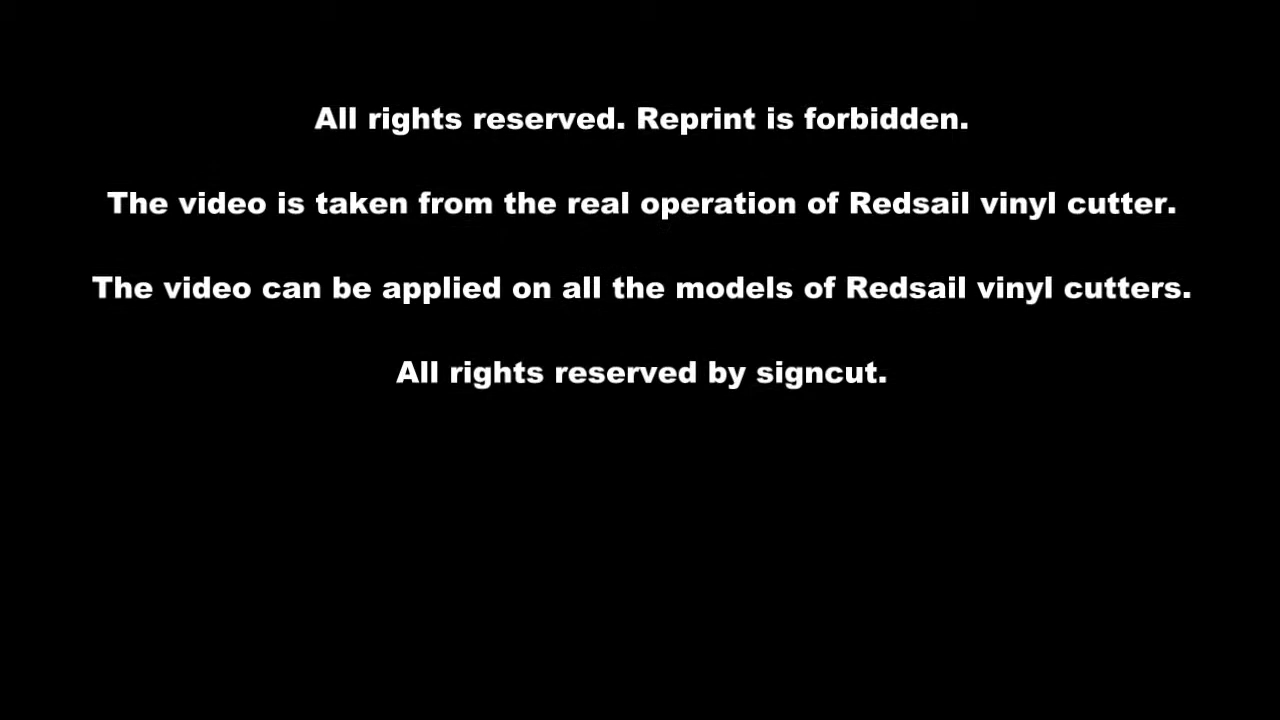 All rights reserved. Reprint is forbidden.
The video is taken from the real operation of Redsail vinyl cutter.
The video can be applied on all the models of Redsail vinyl cutters.
All rights reserved by signcut.